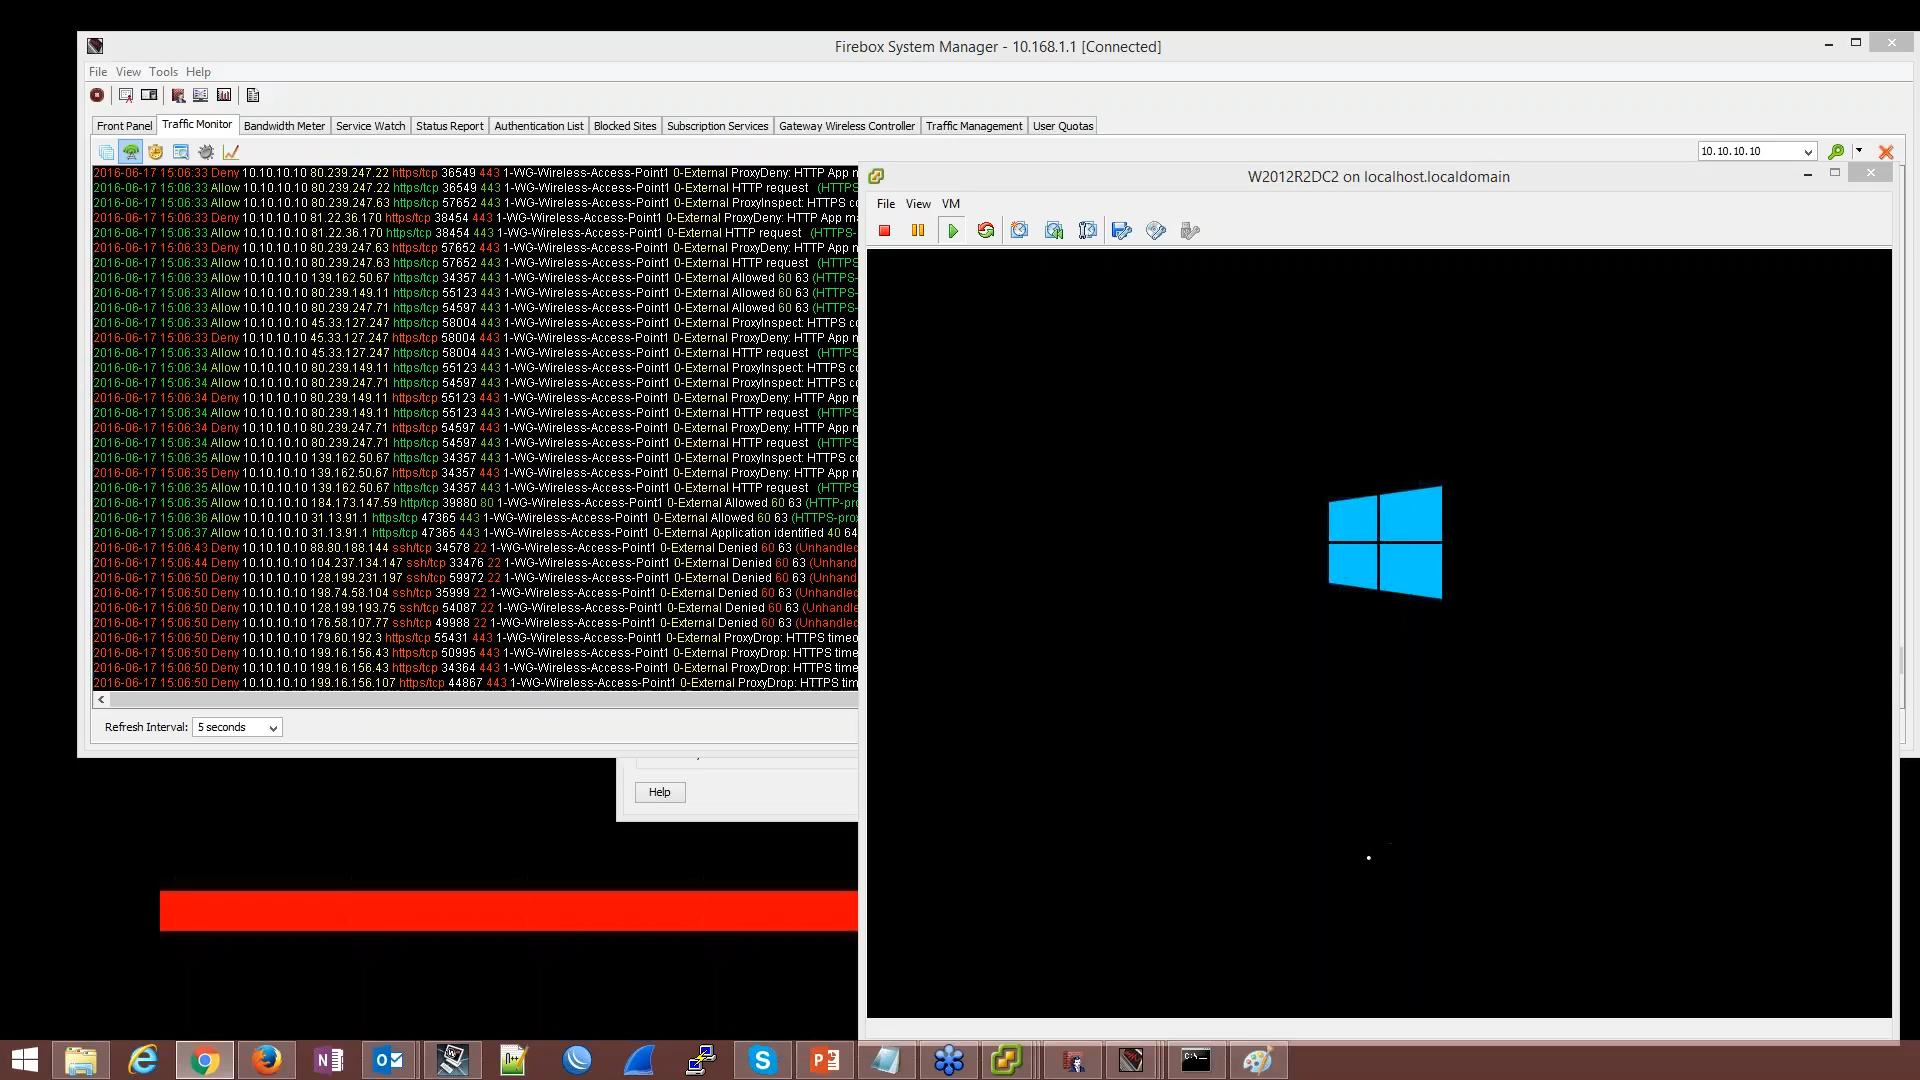 Firebox System Manager - 10.168.1.1 [Connected]
File View Tools Help
Front Panel Traffic Monitor Bandwidth Meter Service Watch Status Report Authentication List Blocked Sites Subscription Services Gateway Wireless Controller Traffic Management User Quotas
10.10.10.10
2016-06-17 15:06:33 Deny 10.10.10.10 80.239.247.22 https/tcp 36549 443 1-WG-Wireless-Access-Point1 0-External ProxyDeny: HTTP App m
2016-06-17 15:06:33 Allow 10.10.10.10 80.239.247.22 https/tcp 36549 443 1-WG-Wireless-Access-Point1 0-External HTTP request (HTTPS
2016-06-17 15:06:33 Allow 10.10.10.10 80.239.247.63 https/tcp 57652 443 1-WG-Wireless-Access-Point1 0-External ProxyInspect: HTTPS co
2016-06-17 15:06:33 Deny 10.10.10.10 81.22.36.170 https/tcp 38454 443 1-WG-Wireless-Access-Point1 0-External ProxyDeny: HTTP App ma
2016-06-17 15:06:33 Allow 10.10.10.10 81.22.36.170 https/tcp 38454 443 1-WG-Wireless-Access-Point1 0-External HTTP request (HTTPS-
2016-06-17 15:06:33 Deny 10.10.10.10 80.239.247.63 https/tcp 57652 443 1-WG-Wireless-Access-Point1 0-External ProxyDeny: HTTP App m
2016-06-17 15:06:33 Allow 10.10.10.10 80.239.247.63 https/tcp 57652 443 1-WG-Wireless-Access-Point1 0-External HTTP request (HTTPS
2016-06-17 15:06:33 Allow 10.10.10.10 139.162.50.67 https/tcp 34357 443 1-WG-Wireless-Access-Point1 0-External Allowed 60 63 (HTTPS-
2016-06-17 15:06:33 Allow 10.10.10.10 80.239.149.11 https/tcp 55123 443 1-WG-Wireless-Access-Point1 0-External Allowed 60 63 (HTTPS-
2016-06-17 15:06:33 Allow 10.10.10.10 80.239.247.71 https/tcp 54597 443 1-WG-Wireless-Access-Point1 0-External Allowed 60 63 (HTTPS-
2016-06-17 15:06:33 Allow 10.10.10.10 45.33.127.247 https/tcp 58004 443 1-WG-Wireless-Access-Point1 0-External ProxyInspect: HTTPS co
2016-06-17 15:06:33 Deny 10.10.10.10 45.33.127.247 https/tcp 58004 443 1-WG-Wireless-Access-Point1 0-External ProxyDeny: HTTP App m
2016-06-17 15:06:33 Allow 10.10.10.10 45.33.127.247 https/tcp 58004 443 1-WG-Wireless-Access-Point1 0-External HTTP request (HTTPS
2016-06-17 15:06:34 Allow 10.10.10.10 80.239.149.11 https/tcp 55123 443 1-WG-Wireless-Access-Point1 0-External ProxyInspect: HTTPS co
2016-06-17 15:06:34 Allow 10.10.10.10 80.239.247.71 https/tcp 54597 443 1-WG-Wireless-Access-Point1 0-External ProxyInspect: HTTPS co
2016-06-17 15:06:34 Deny 10.10.10.10 80.239.149.11 https/tcp 55123 443 1-WG-Wireless-Access-Point1 0-External ProxyDeny: HTTP App m
2016-06-17 15:06:34 Allow 10.10.10.10 80.239.149.11 https/tcp 55123 443 1-WG-Wireless-Access-Point1 0-External HTTP request (HTTPS
2016-06-17 15:06:34 Deny 10.10.10.10 80.239.247.71 https/tcp 54597 443 1-WG-Wireless-Access-Point1 0-External ProxyDeny: HTTP App m
2016-06-17 15:06:34 Allow 10.10.10.10 80.239.247.71 https/tcp 54597 443 1-WG-Wireless-Access-Point1 0-External HTTP request (HTTPS
2016-06-17 15:06:35 Allow 10.10.10.10 139.162.50.67 https/tcp 34357 443 1-WG-Wireless-Access-Point1 0-External ProxyInspect: HTTPS co
2016-06-17 15:06:35 Deny 10.10.10.10 139.162.50.67 https/tcp 34357 443 1-WG-Wireless-Access-Point1 0-External ProxyDeny: HTTP App m
2016-06-17 15:06:35 Allow 10.10.10.10 139.162.50.67 https/tcp 34357 443 1-WG-Wireless-Access-Point1 0-External HTTP request (HTTPS
2016-06-17 15:06:35 Allow 10.10.10.10 184.173.147.59 http/tcp 39880 80 1-WG-Wireless-Access-Point1 0-External Allowed 60 63 (HTTP-pro
2016-06-17 15:06:36 Allow 10.10.10.10 31.13.91.1 https/tcp 47365 443 1-WG-Wireless-Access-Point1 0-External Allowed 60 63 (HTTPS-prox
2016-06-17 15:06:37 Allow 10.10.10.10 31.13.91.1 https/tcp 47365 443 1-WG-Wireless-Access-Point1 0-External Application identified 40 64
2016-06-17 15:06:43 Deny 10.10.10.10 88.80.188.144 ssh/tcp 34578 22 1-WG-Wireless-Access-Point1 0-External Denied 60 63 (Unhandled
2016-06-17 15:06:44 Deny 10.10.10.10 104.237.134.147 ssh/tcp 33476 22 1-WG-Wireless-Access-Point1 0-External Denied 60 63 (Unhand
2016-06-17 15:06:50 Deny 10.10.10.10 128.199.231.197 ssh/tcp 59972 22 1-WG-Wireless-Access-Point1 0-External Denied 60 63 (Unhand
2016-06-17 15:06:50 Deny 10.10.10.10 198.74.58.104 ssh/tcp 35999 22 1-WG-Wireless-Access-Point1 0-External Denied 60 63 (Unhandled
2016-06-17 15:06:50 Deny 10.10.10.10 128.199.193.75 ssh/tcp 54087 22 1-WG-Wireless-Access-Point1 0-External Denied 60 63 (Unhandle
2016-06-17 15:06:50 Deny 10.10.10.10 176.58.107.77 ssh/tcp 49988 22 1-WG-Wireless-Access-Point1 0-External Denied 60 63 (Unhandled
2016-06-17 15:06:50 Deny 10.10.10.10 179.60.192.3 https/tcp 55431 443 1-WG-Wireless-Access-Point1 0-External ProxyDrop: HTTPS timeo
2016-06-17 15:06:50 Deny 10.10.10.10 199.16.156.43 https/tcp 50995 443 1-WG-Wireless-Access-Point1 0-External ProxyDrop: HTTPS time
2016-06-17 15:06:50 Deny 10.10.10.10 199.16.156.43 https/tcp 34364 443 1-WG-Wireless-Access-Point1 0-External ProxyDrop: HTTPS time
2016-06-17 15:06:50 Deny 10.10.10.10 199.16.156.107 https/tcp 44867 443 1-WG-Wireless-Access-Point1 0-External ProxyDrop: HTTPS tim
Refresh Interval: 5 seconds
Help
W2012R2DC2 on localhost.localdomain
File View VM